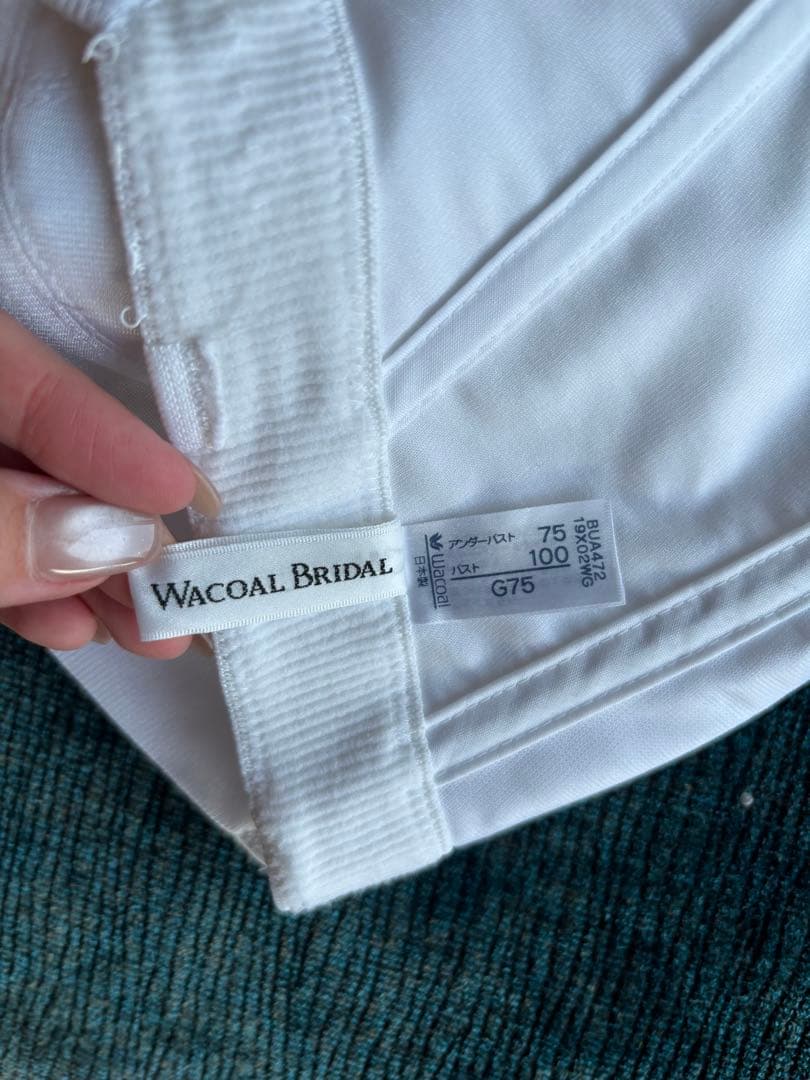 WACOAL BRIDAL
Wacoal
日本製
アンダーバスト 75
バスト 100
G75
BUA472
19X02WG